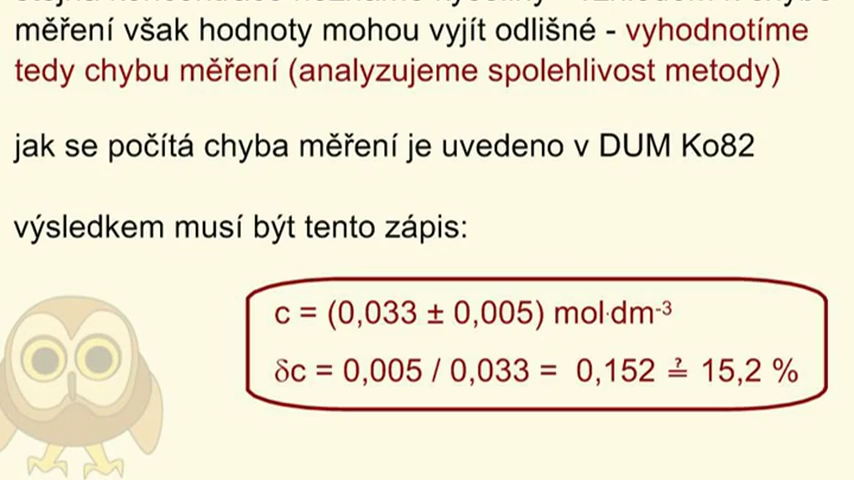 měření však hodnoty mohou vyjít odlišné - vyhodnotíme
tedy chybu měření (analyzujeme spolehlivost metody)
jak se počítá chyba měření je uvedeno v DUM Ko82
výsledkem musí být tento zápis:
c = (0,033 ± 0,005) mol·dm⁻³
δc = 0,005 / 0,033 = 0,152 ≟ 15,2 %